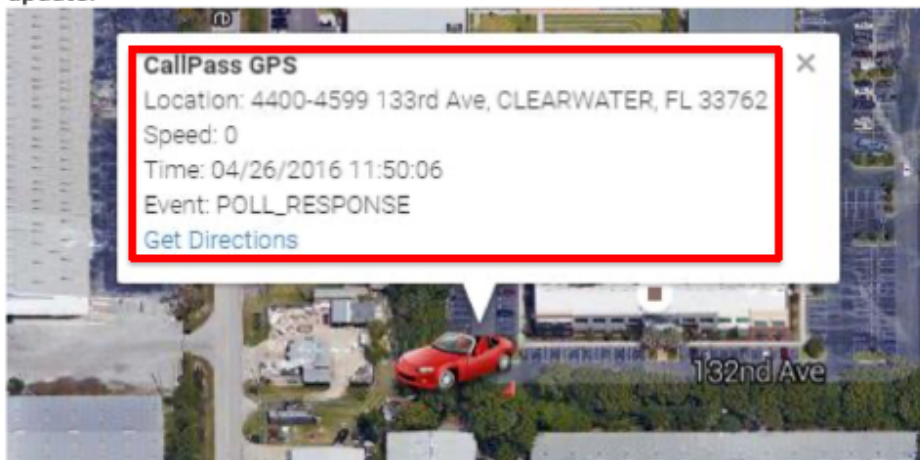 update.
CallPass GPS
Location: 4400-4599 133rd Ave, CLEARWATER, FL 33762
Speed: 0
Time: 04/26/2016 11:50:06
Event: POLL_RESPONSE
Get Directions
132nd Ave